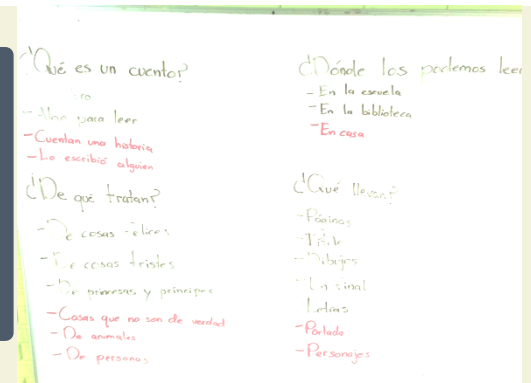 ¿Qué es un cuento?
- Algo para leer
- Cuentan una historia
- Lo escribió alguien
¿De qué tratan?
- De cosas felices
- De cosas tristes
- De princesas y príncipes
- Cosas que no son de verdad
- De animales
- De personas
¿Dónde los podemos leer
- En la escuela
- En la biblioteca
- En casa
¿Qué llevan?
- Páginas
- Título
- Dibujos
- Un final
Letras
- Portada
- Personajes